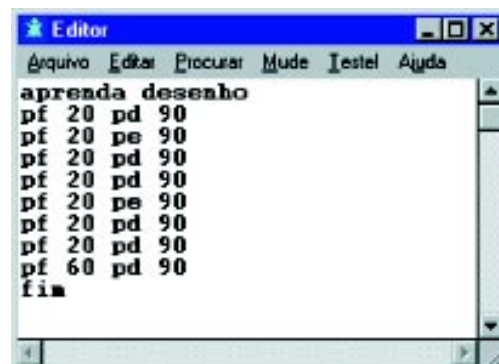 Editor
Arquivo Editar Procurar Mude Testel Ajuda
aprenda desenho
pf 20 pd 90
pf 20 pe 90
pf 20 pd 90
pf 20 pd 90
pf 20 pe 90
pf 20 pd 90
pf 20 pd 90
pf 60 pd 90
fim